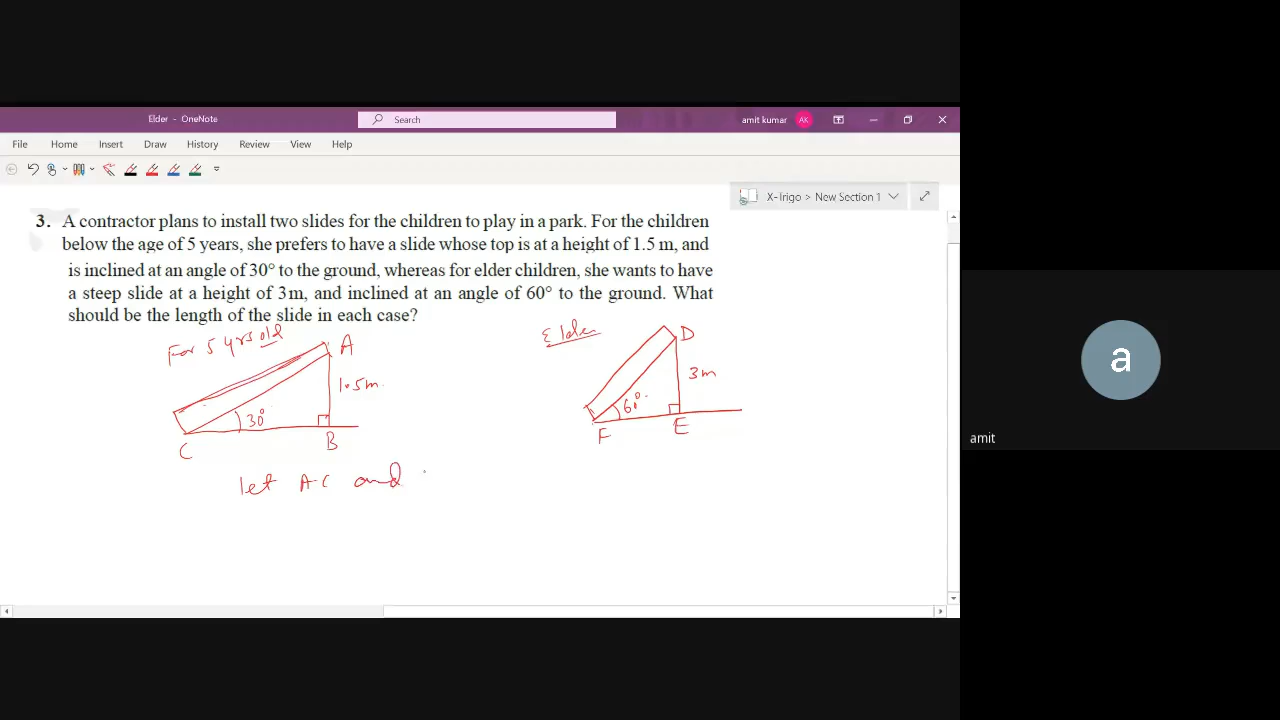 Elder - OneNote
Search
amit kumar AK
File Home Insert Draw History Review View Help
X-Trigo > New Section 1
3. A contractor plans to install two slides for the children to play in a park. For the children
below the age of 5 years, she prefers to have a slide whose top is at a height of 1.5 m, and
is inclined at an angle of 30° to the ground, whereas for elder children, she wants to have
a steep slide at a height of 3m, and inclined at an angle of 60° to the ground. What
should be the length of the slide in each case?
For 5 yrs old
A
1.5m
30°
B
C
Elder
D
3m
60°
E
F
let AC and
a
amit